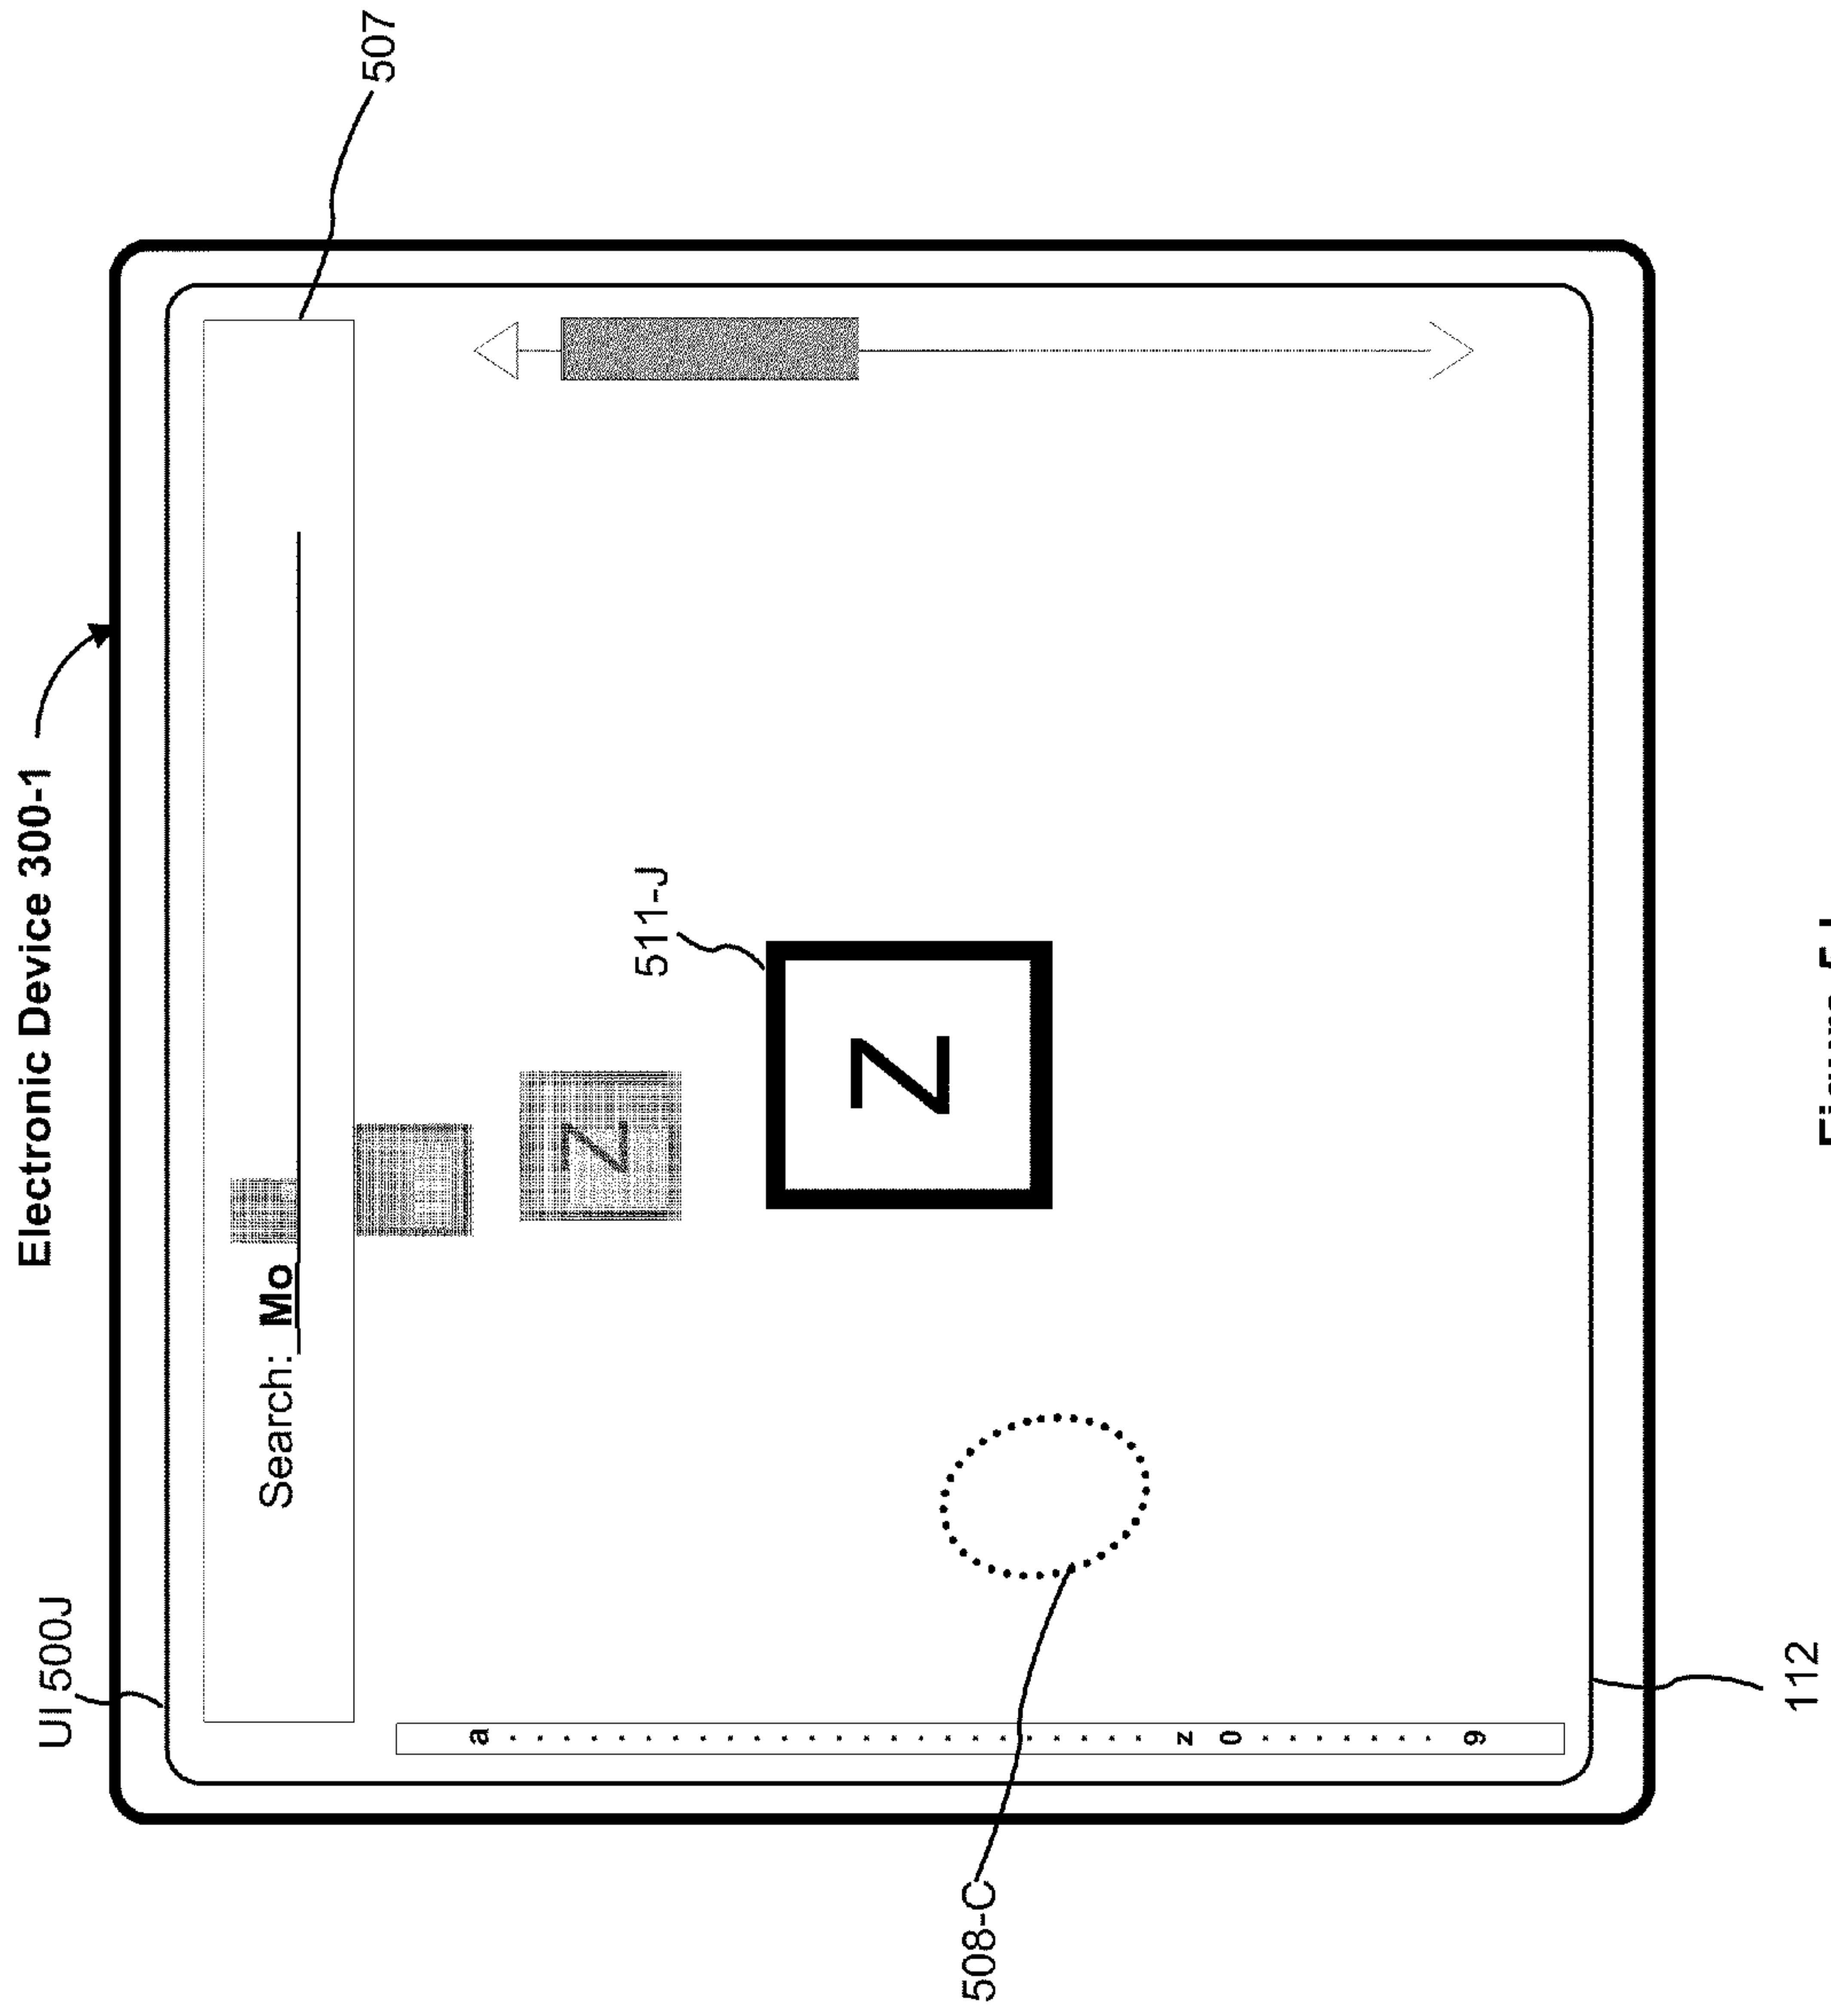 Electronic Device 300-1
UI 500J
507
Search: Mo
Z
511-J
Z
a
z
0
9
508-C
112